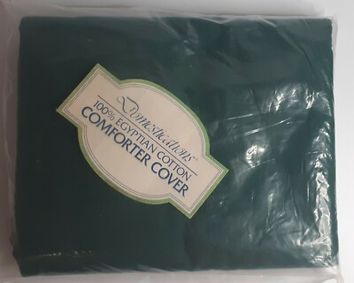 Domestications
100% EGYPTIAN COTTON
COMFORTER COVER